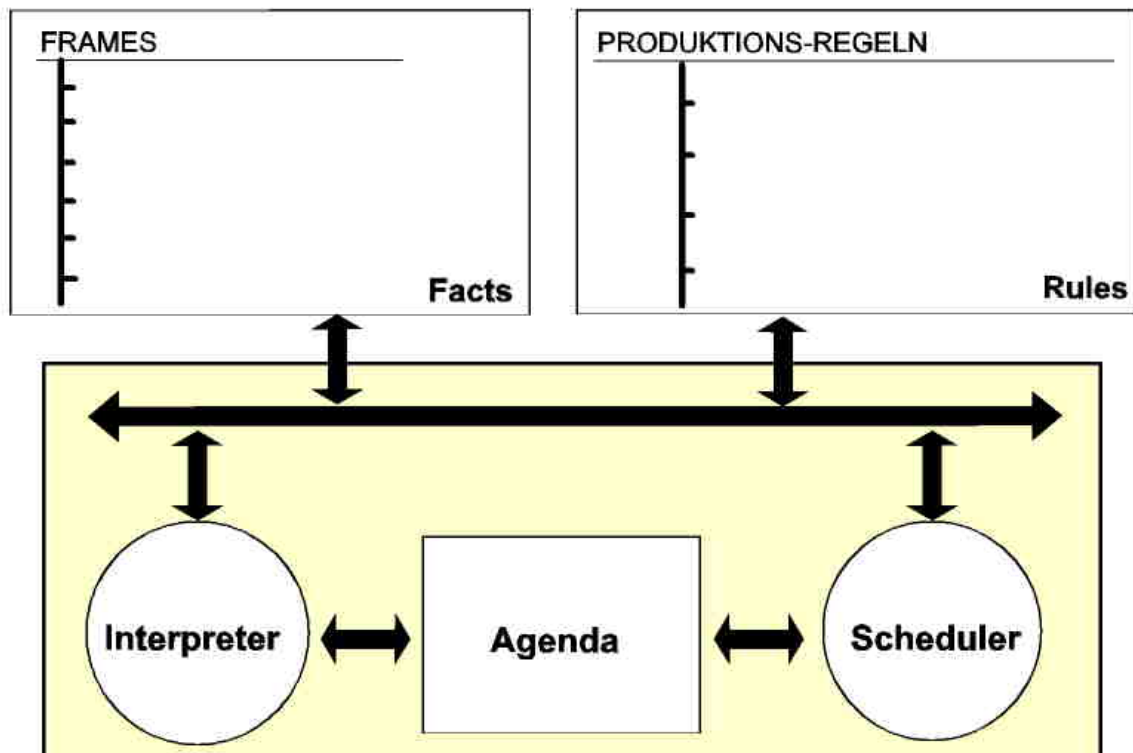 FRAMES
Facts
PRODUKTIONS-REGELN
Rules
Interpreter
Agenda
Scheduler